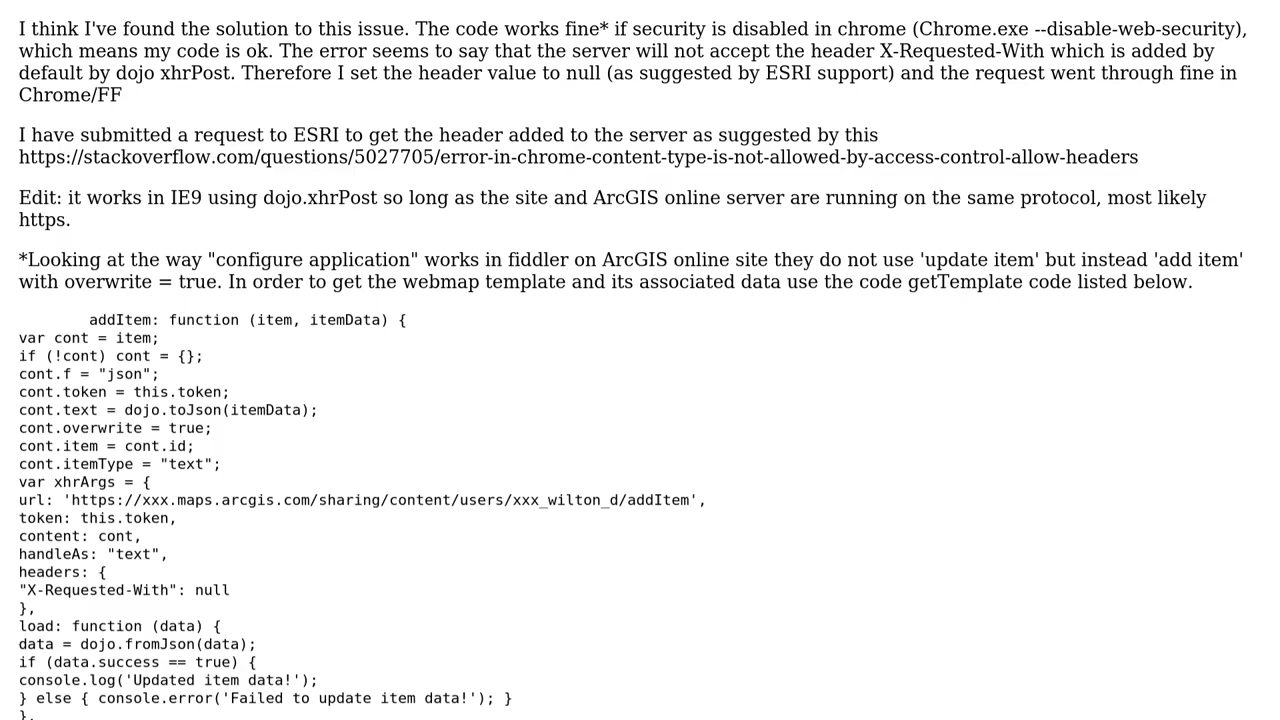 I think I've found the solution to this issue. The code works fine* if security is disabled in chrome (Chrome.exe --disable-web-security),
which means my code is ok. The error seems to say that the server will not accept the header X-Requested-With which is added by
default by dojo xhrPost. Therefore I set the header value to null (as suggested by ESRI support) and the request went through fine in
Chrome/FF
I have submitted a request to ESRI to get the header added to the server as suggested by this
https://stackoverflow.com/questions/5027705/error-in-chrome-content-type-is-not-allowed-by-access-control-allow-headers
Edit: it works in IE9 using dojo.xhrPost so long as the site and ArcGIS online server are running on the same protocol, most likely
https.
*Looking at the way "configure application" works in fiddler on ArcGIS online site they do not use 'update item' but instead 'add item'
with overwrite = true. In order to get the webmap template and its associated data use the code getTemplate code listed below.
addItem: function (item, itemData) {
var cont = item;
if (!cont) cont = {};
cont.f = "json";
cont.token = this.token;
cont.text = dojo.toJson(itemData);
cont.overwrite = true;
cont.item = cont.id;
cont.itemType = "text";
var xhrArgs = {
url: 'https://xxx.maps.arcgis.com/sharing/content/users/xxx_wilton_d/addItem',
token: this.token,
content: cont,
handleAs: "text",
headers: {
"X-Requested-With": null
},
load: function (data) {
data = dojo.fromJson(data);
if (data.success == true) {
console.log('Updated item data!');
} else { console.error('Failed to update item data!'); }
},